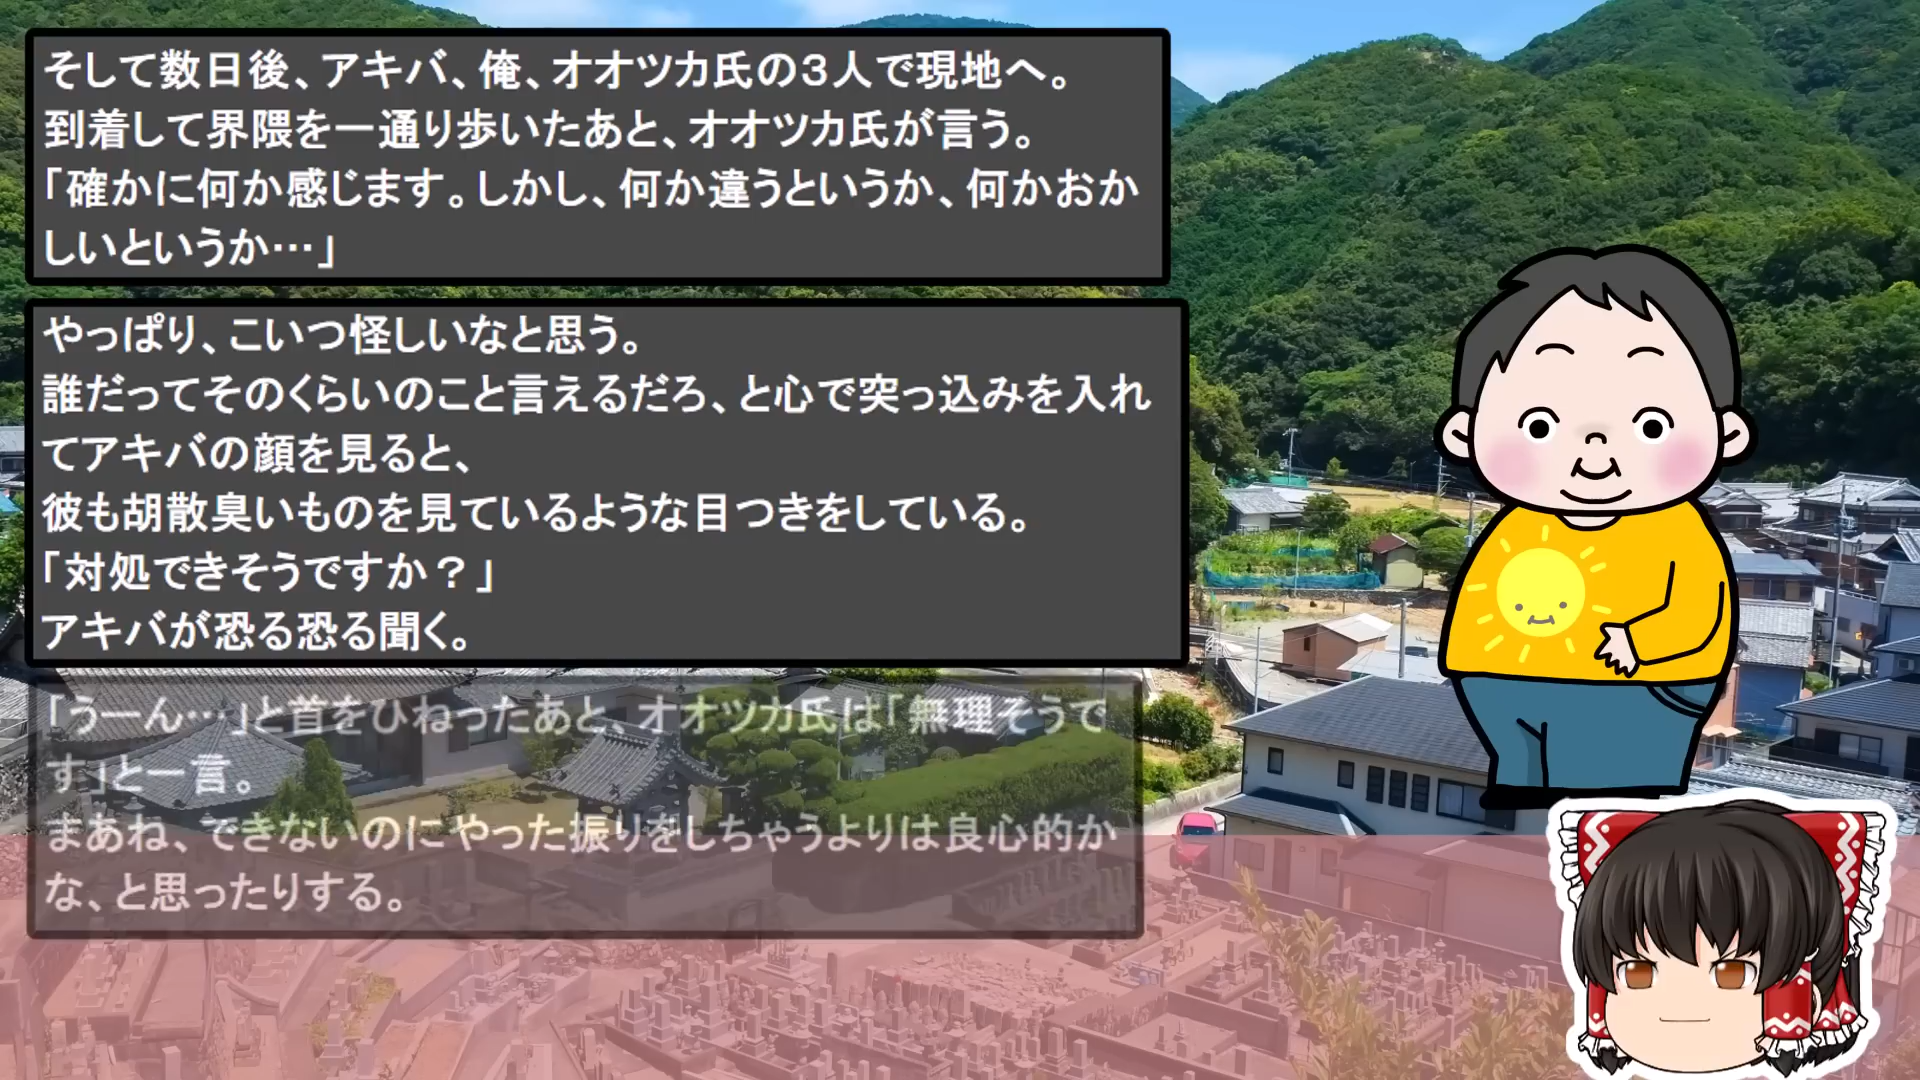 そして数日後、アキバ、俺、オオツカ氏の３人で現地へ。
到着して界隈を一通り歩いたあと、オオツカ氏が言う。
「確かに何か感じます。しかし、何か違うというか、何かおか
しいというか…」
やっぱり、こいつ怪しいなと思う。
誰だってそのくらいのこと言えるだろ、と心で突っ込みを入れ
てアキバの顔を見ると、
彼も胡散臭いものを見ているような目つきをしている。
「対処できそうですか？」
アキバが恐る恐る聞く。
「うーん…」と首をひねったあと、オオツカ氏は「無理そうで
す」と一言。
まあね、できないのにやった振りをしちゃうよりは良心的か
な、と思ったりする。